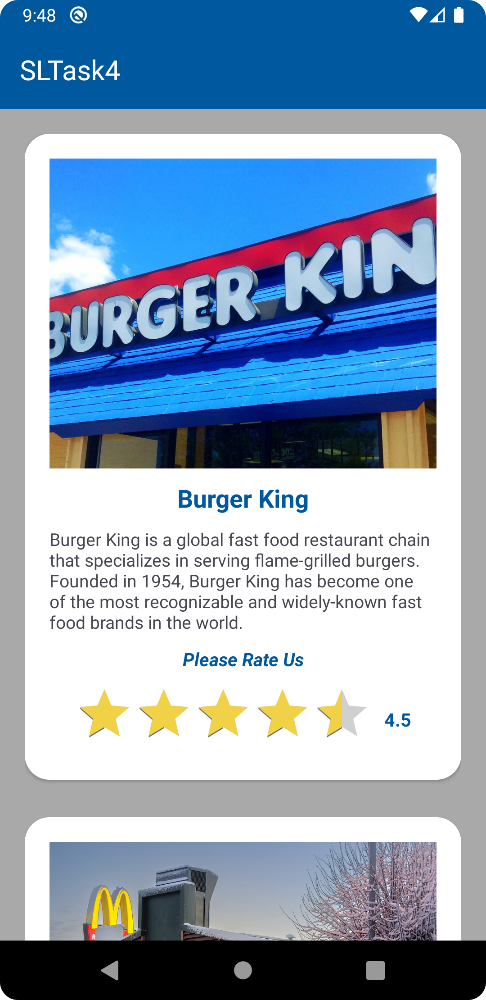 9:48
SLTask4
BURGER KIN
Burger King
Burger King is a global fast food restaurant chain
that specializes in serving flame-grilled burgers.
Founded in 1954, Burger King has become one
of the most recognizable and widely-known fast
food brands in the world.
Please Rate Us
4.5